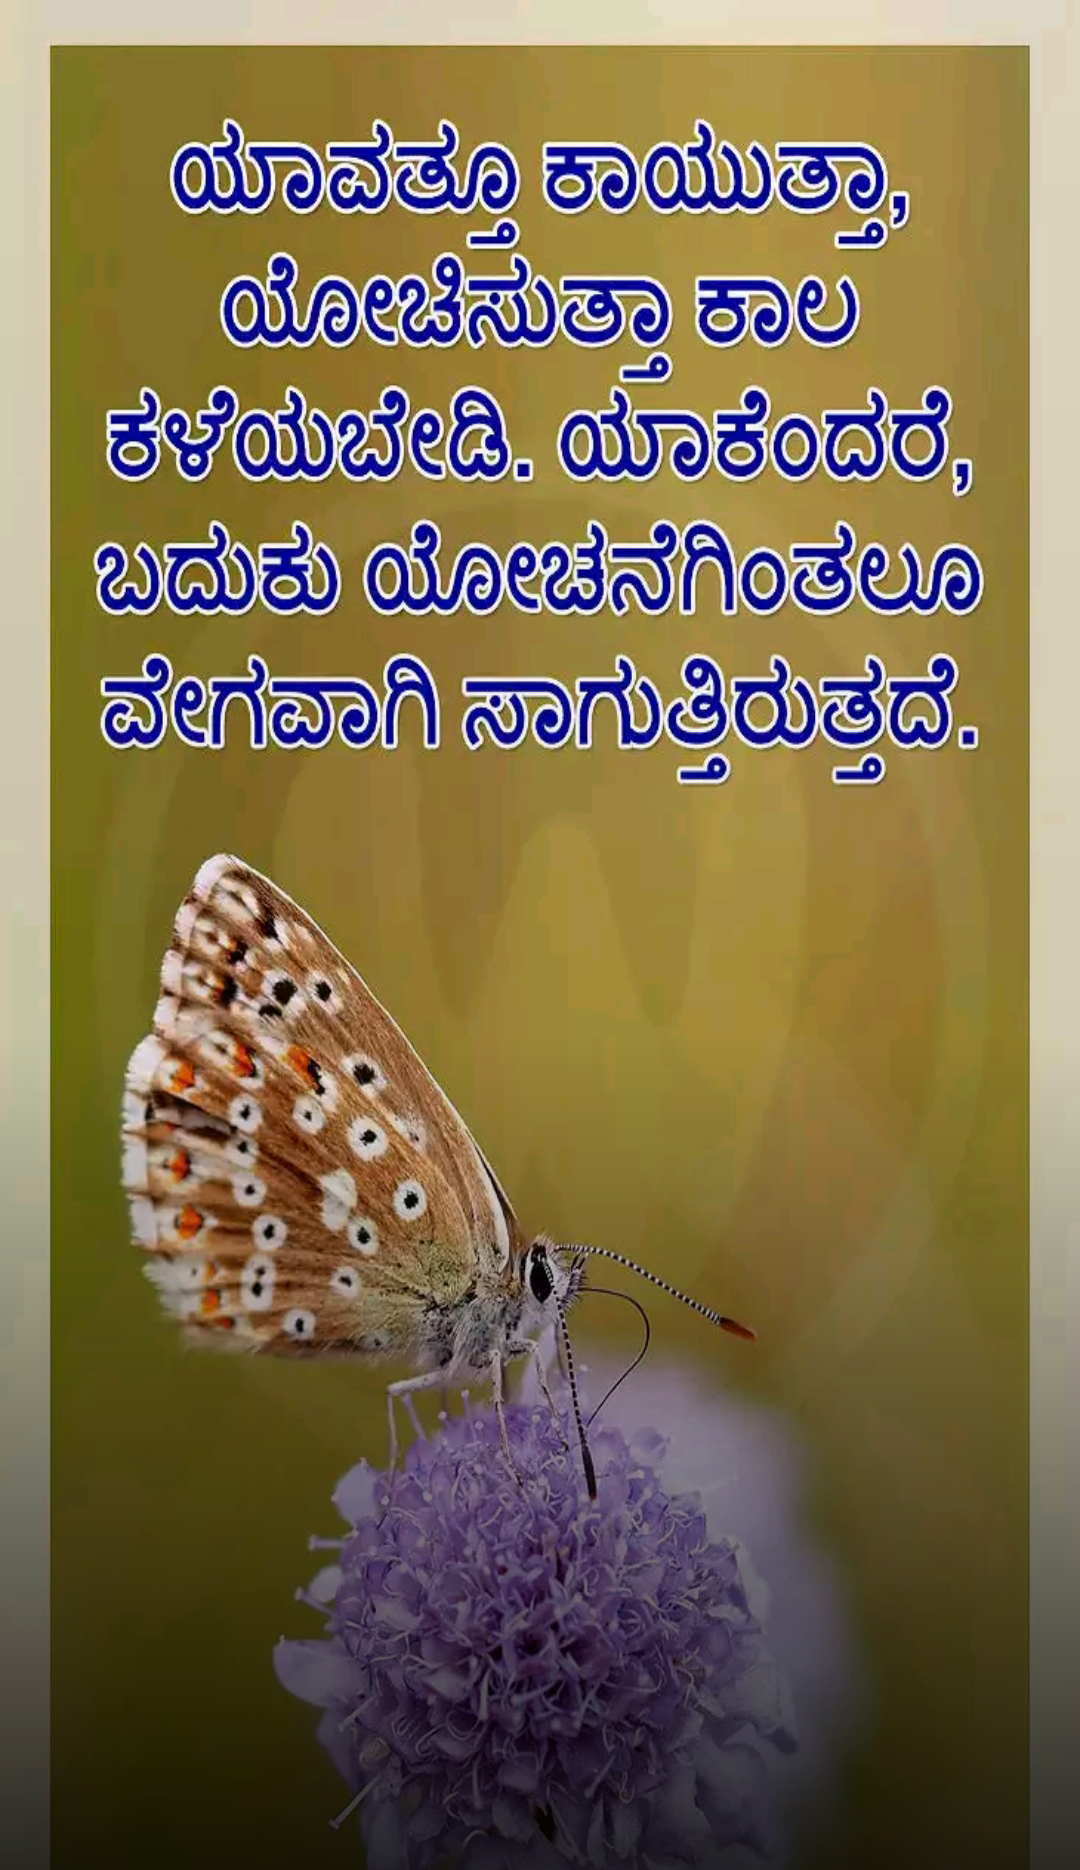 ಯಾವತ್ತೂ ಕಾಯುತ್ತಾ,
ಯೋಚಿಸುತ್ತಾ ಕಾಲ
ಕಳೆಯಬೇಡಿ. ಯಾಕೆಂದರೆ,
ಬದುಕು ಯೋಚನೆಗಿಂತಲೂ
ವೇಗವಾಗಿ ಸಾಗುತ್ತಿರುತ್ತದೆ.